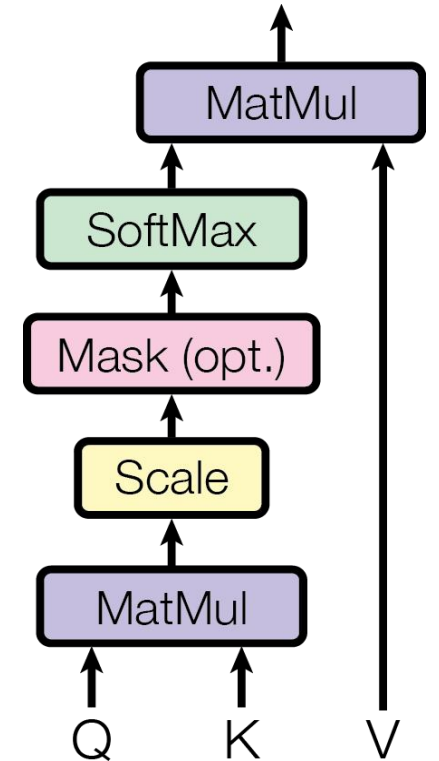 MatMul
SoftMax
Mask (opt.)
Scale
MatMul
Q K V